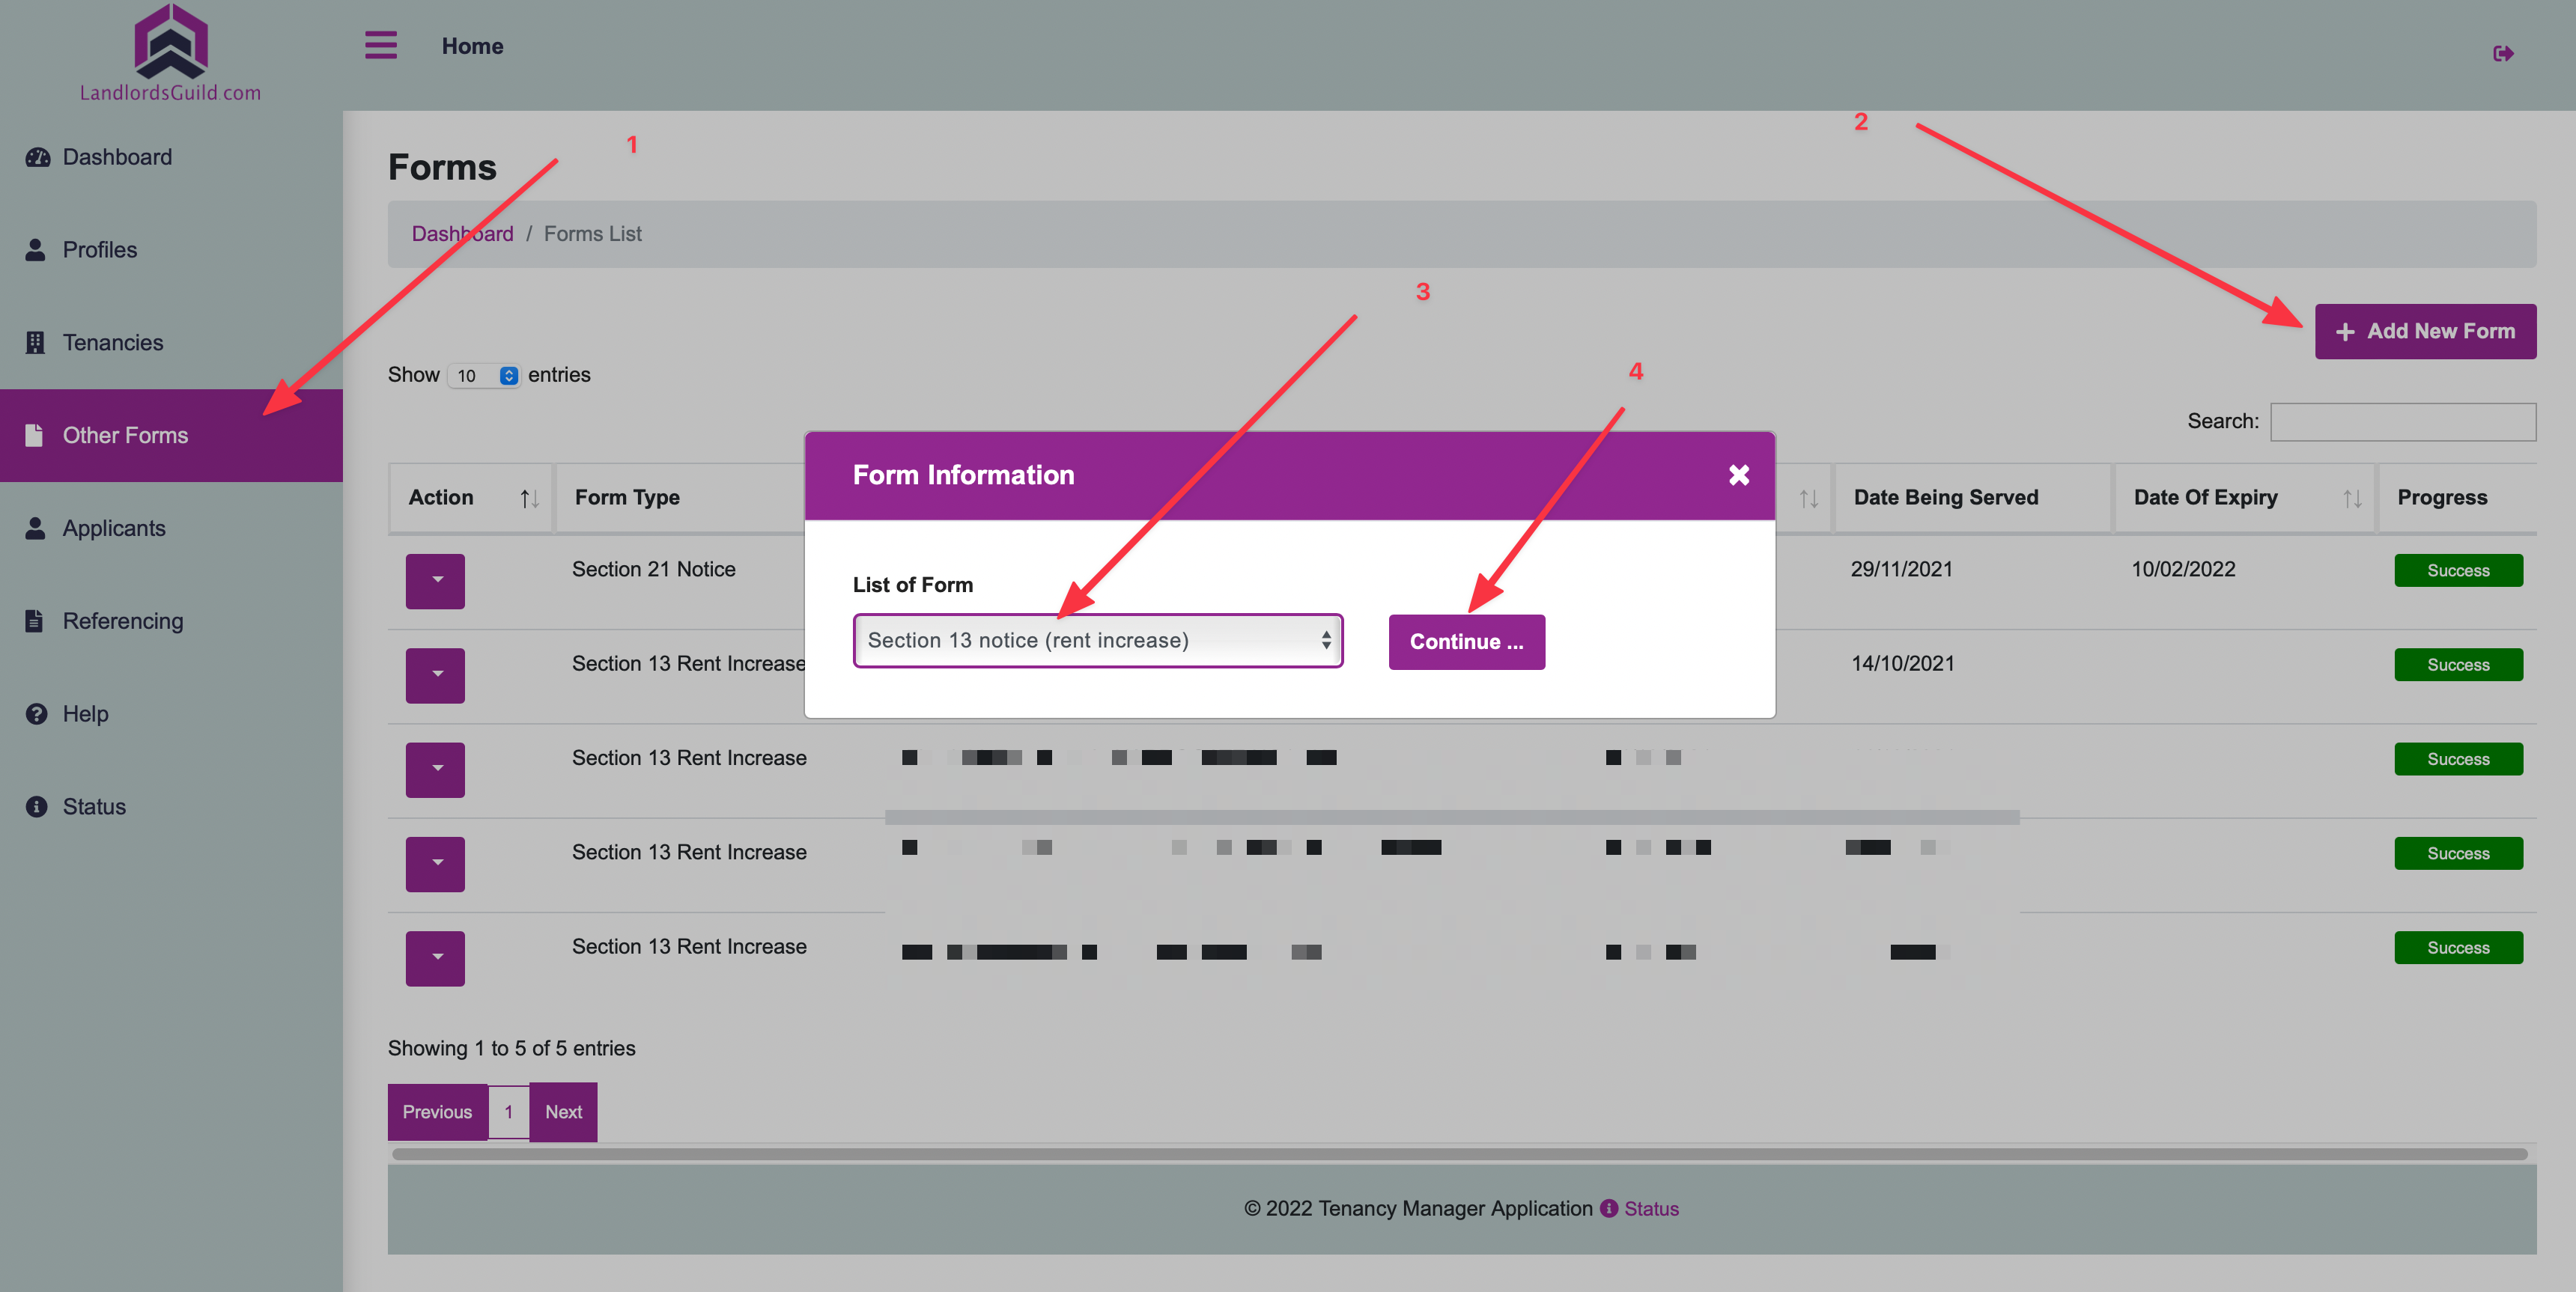 LandlordsGuild.com
Home
Dashboard
Profiles
Tenancies
Other Forms
Applicants
Referencing
Help
Status
1
2
Forms
Dashboard / Forms List
3
+ Add New Form
4
Show 10 entries
Search:
Action Form Type Date Being Served Date Of Expiry Progress
Form Information
List of Form
Section 13 notice (rent increase)
Continue ...
Section 21 Notice 29/11/2021 10/02/2022 Success
Section 13 Rent Increase 14/10/2021 Success
Section 13 Rent Increase Success
Section 13 Rent Increase Success
Section 13 Rent Increase Success
Showing 1 to 5 of 5 entries
Previous 1 Next
© 2022 Tenancy Manager Application Status